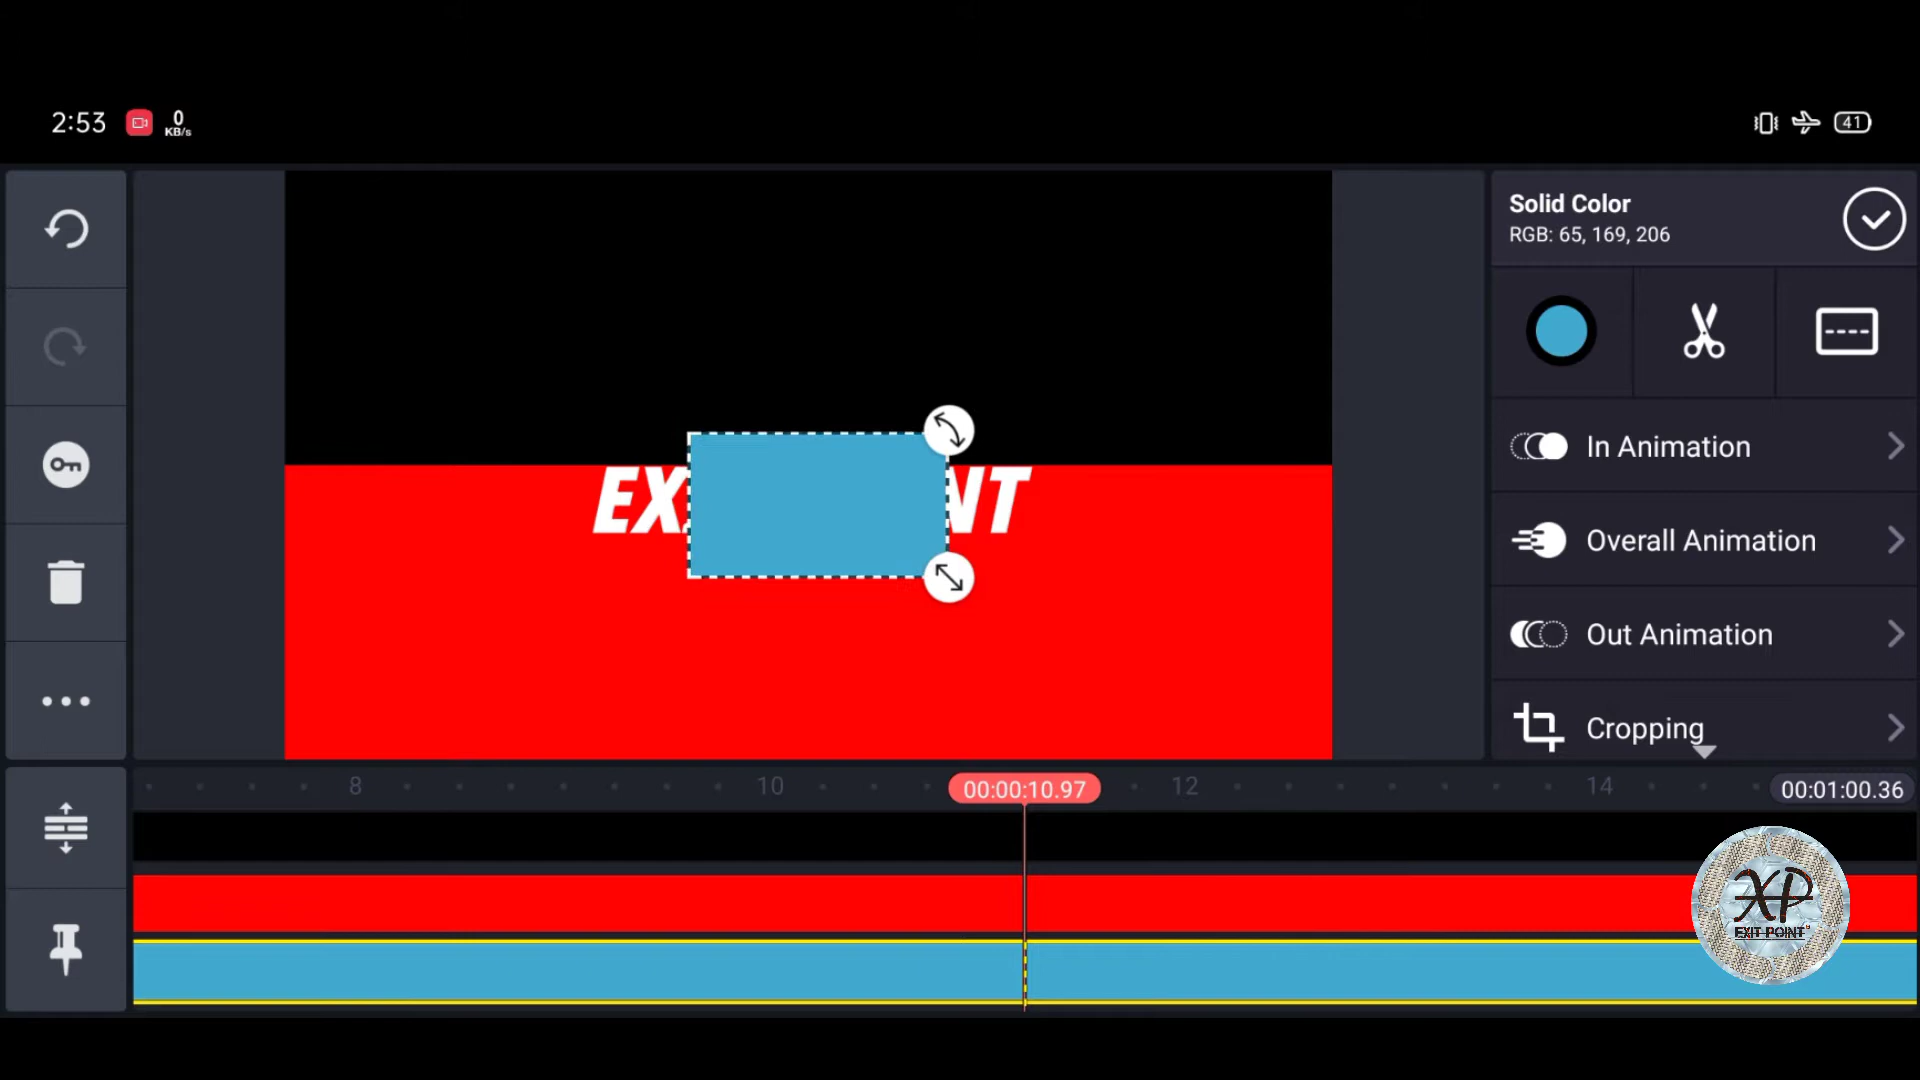 2:53
0
KB/s
41
Solid Color
RGB: 65, 169, 206
In Animation
Overall Animation
Out Animation
Cropping
EX
NT
8
10
00:00:10.97
12
14
00:01:00.36
XP
EXIT POINT